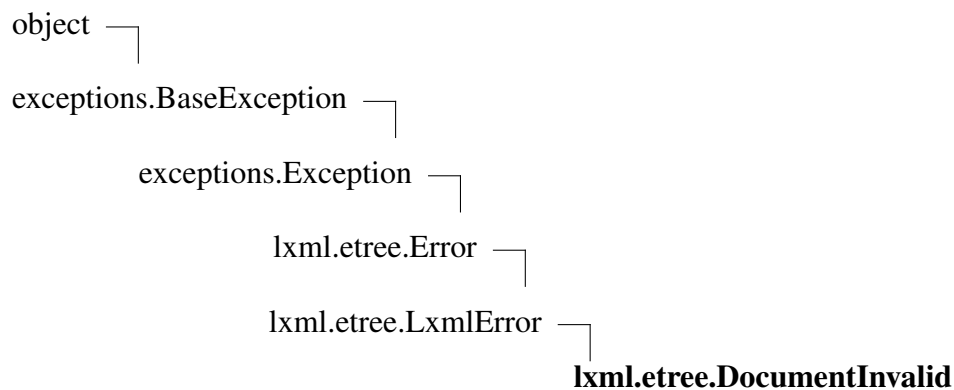 object
exceptions.BaseException
exceptions.Exception
lxml.etree.Error
lxml.etree.LxmlError
lxml.etree.DocumentInvalid